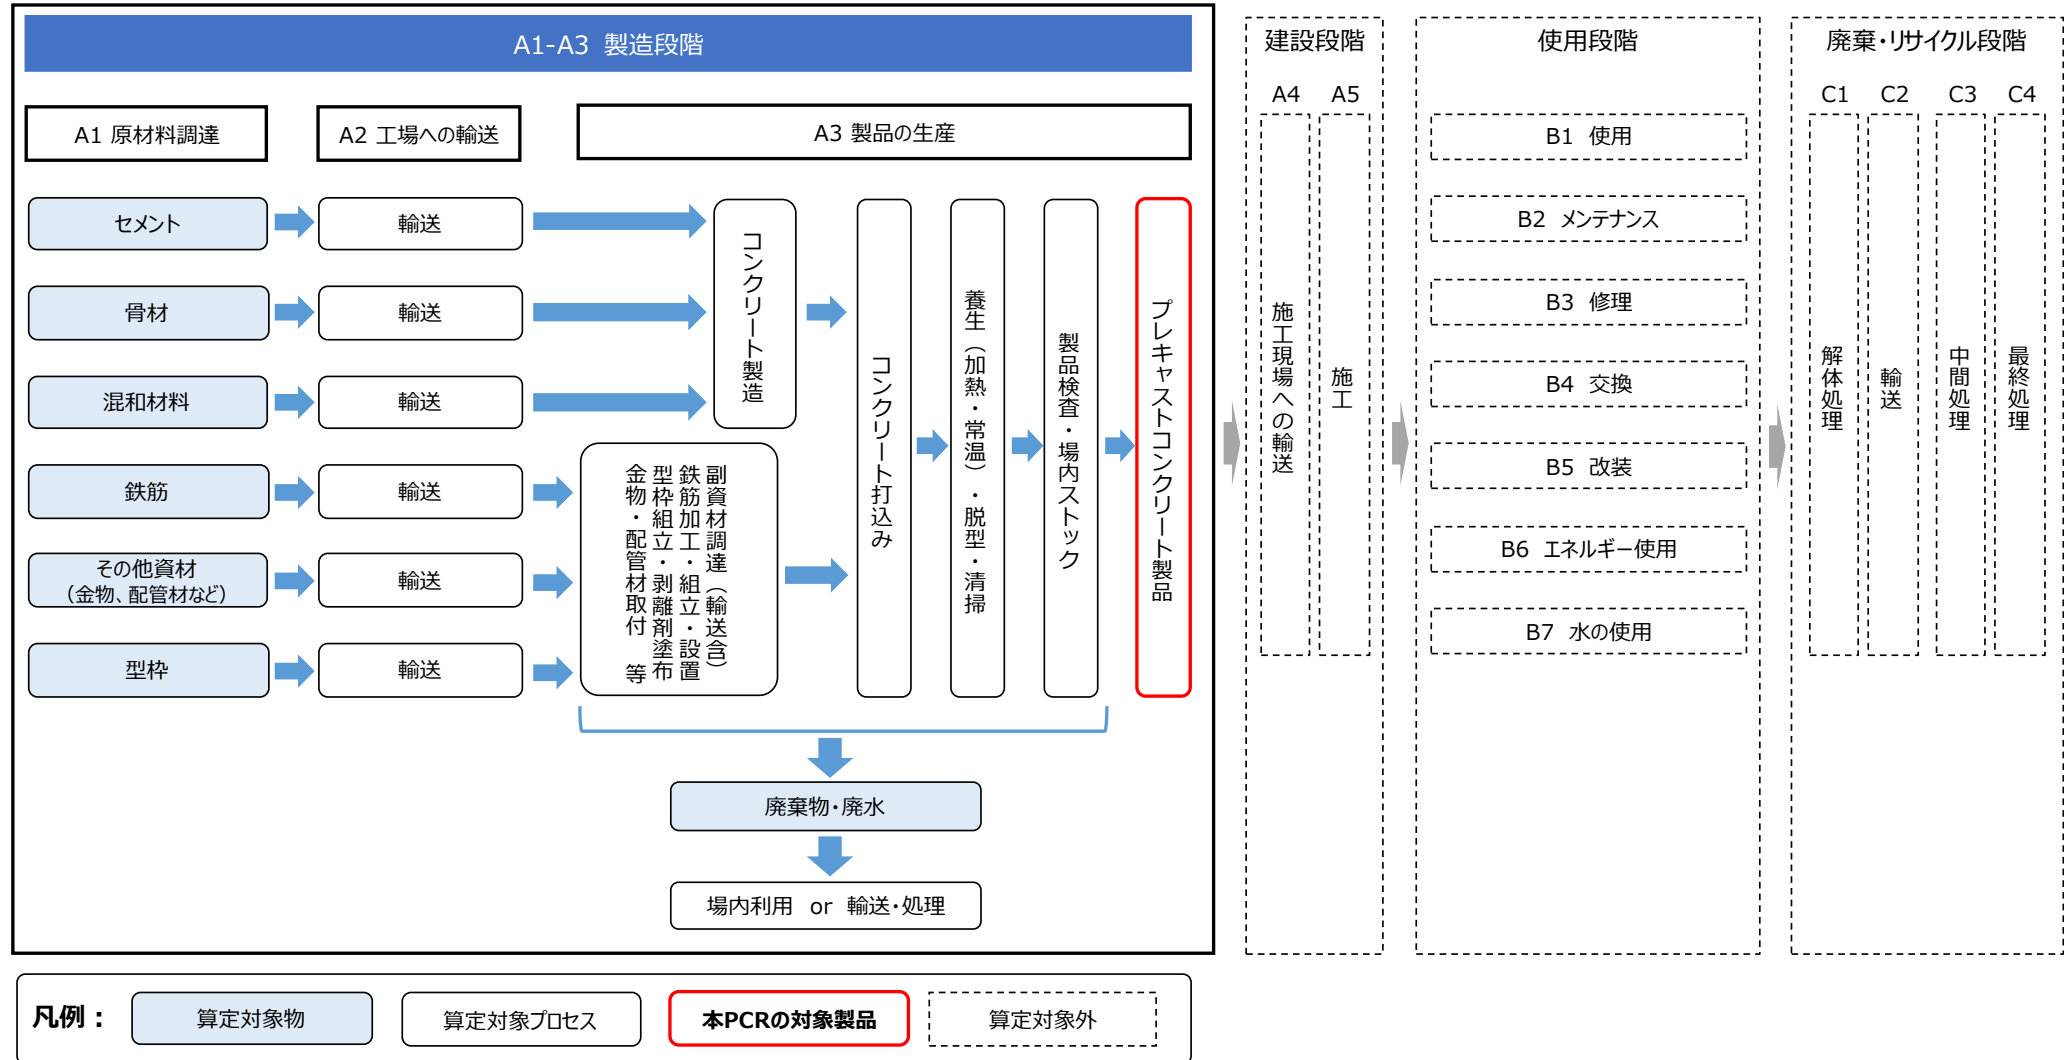 A1-A3 製造段階
A1 原材料調達
A2 工場への輸送
A3 製品の生産
セメント
輸送
骨材
輸送
混和材料
輸送
鉄筋
輸送
その他資材
（金物、配管材など）
輸送
型枠
輸送
コンクリート製造
副資材調達（輸送含）
鉄筋加工・組立・設置
型枠組立・剥離剤塗布
金物・配管材取付 等
コンクリート打込み
養生（加熱・常温）・脱型・清掃
製品検査・場内ストック
プレキャストコンクリート製品
廃棄物・廃水
場内利用 or 輸送・処理
建設段階
A4
A5
施工現場への輸送
施工
使用段階
B1 使用
B2 メンテナンス
B3 修理
B4 交換
B5 改装
B6 エネルギー使用
B7 水の使用
廃棄・リサイクル段階
C1
C2
C3
C4
解体処理
輸送
中間処理
最終処理
凡例：
算定対象物
算定対象プロセス
本PCRの対象製品
算定対象外